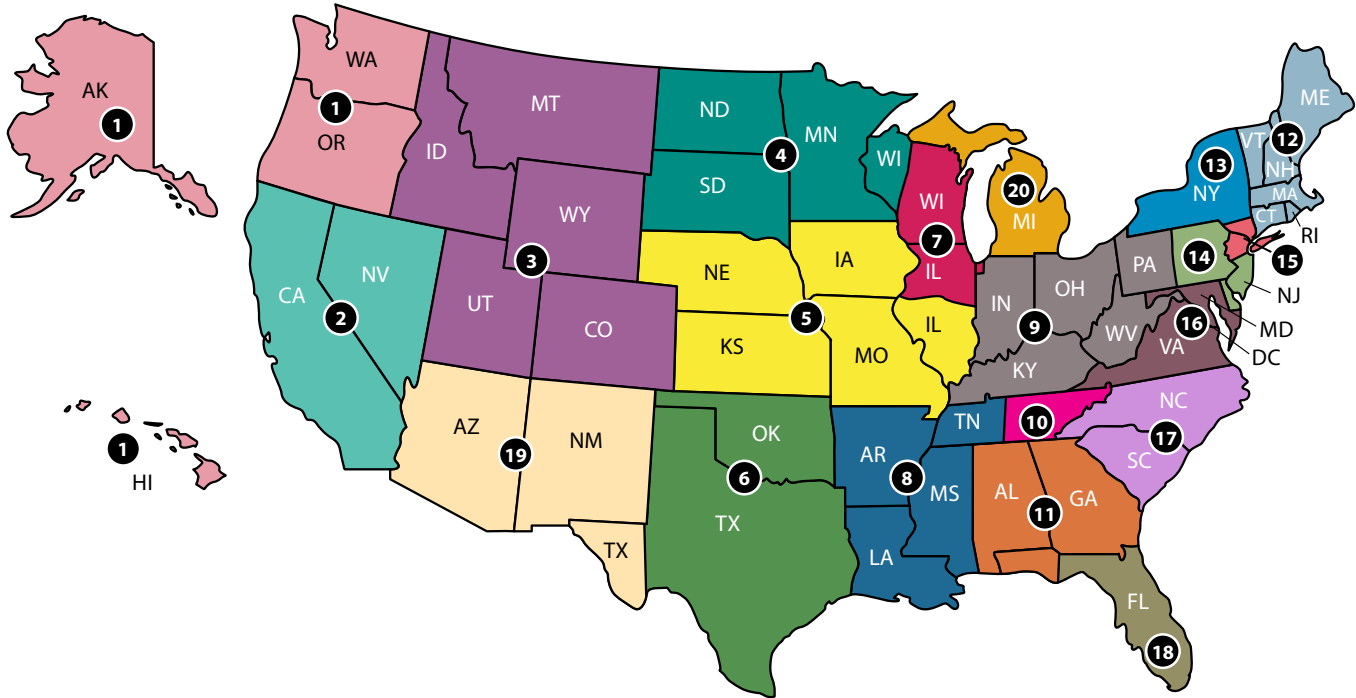 WA
AK
1
1
OR
MT
ID
ND
MN
4
WI
SD
WY
3
WI
7
IL
20
MI
ME
VT
12
NH
13
NY
MA
CT
RI
15
14
PA
NJ
NV
CA
2
UT
CO
NE
IA
5
KS
MO
IL
IN
OH
9
WV
KY
16
VA
MD
DC
1
HI
AZ
19
NM
TX
OK
6
TX
AR
8
TN
MS
LA
10
NC
17
SC
AL
GA
11
FL
18